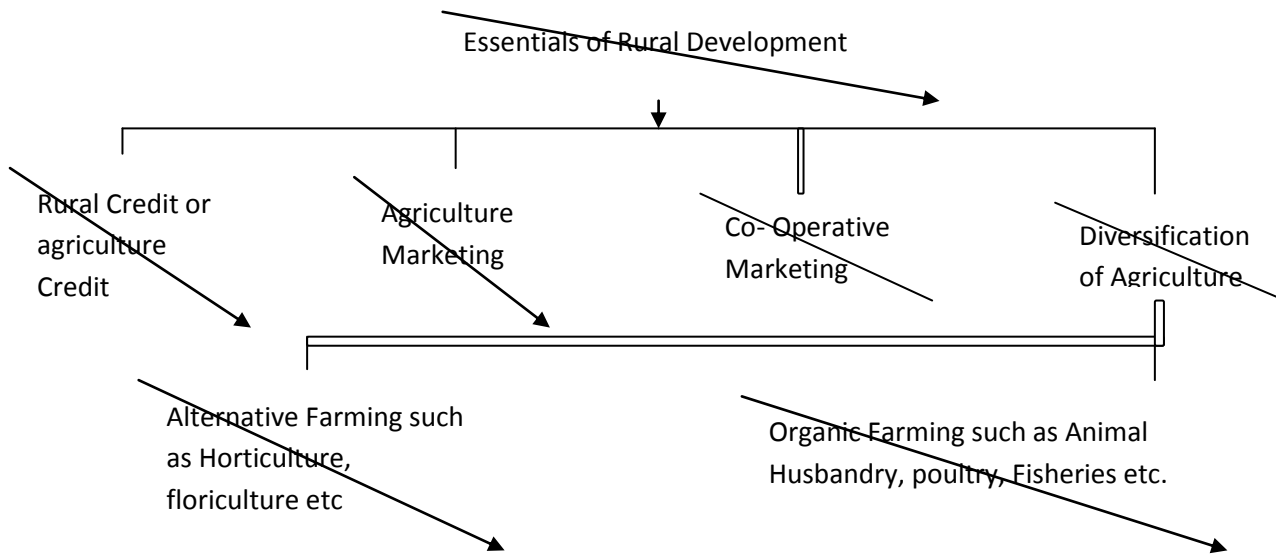 Essentials of Rural Development
Rural Credit or
agriculture
Credit
Agriculture
Marketing
Co- Operative
Marketing
Diversification
of Agriculture
Alternative Farming such
as Horticulture,
floriculture etc
Organic Farming such as Animal
Husbandry, poultry, Fisheries etc.